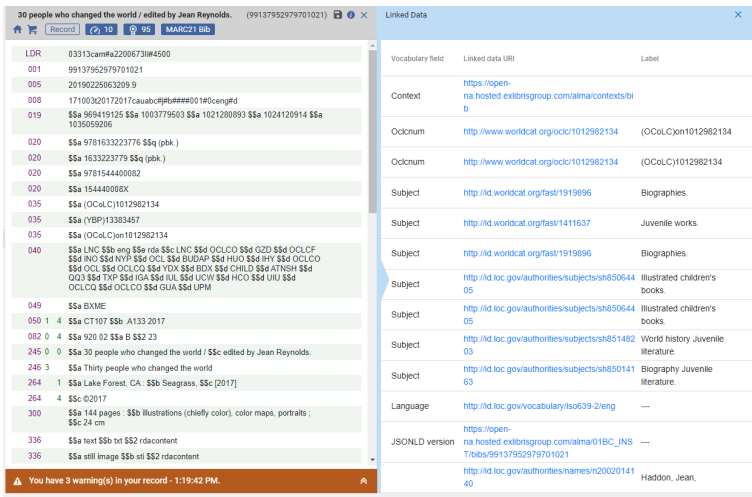 30 people who changed the world / edited by Jean Reynolds. (99137952979701021)
Record 10 95 MARC21 Bib
LDR 03313cam#a2200673Ii#4500
001 99137952979701021
005 20190225063209.9
008 171003t20172017cauabc#j#b####001#0ceng#d
019 $$a 969419125 $$a 1003779503 $$a 1021280893 $$a 1024120914 $$a
1035059206
020 $$a 9781633223776 $$q (pbk.)
020 $$a 1633223779 $$q (pbk.)
020 $$a 9781544400082
020 $$a 154440008X
035 $$a (OCoLC)1012982134
035 $$a (YBP)13383457
035 $$a (OCoLC)on1012982134
040 $$a LNC $$b eng $$e rda $$c LNC $$d OCLCO $$d GZD $$d OCLCF
$$d INO $$d NYP $$d OCL $$d BUDAP $$d HUO $$d IHY $$d OCLCO
$$d OCL $$d OCLCQ $$d YDX $$d BDX $$d CHILD $$d ATNSH $$d
QQ3 $$d TXP $$d IGA $$d IUL $$d UCW $$d HCO $$d UIU $$d
OCLCQ $$d OCLCO $$d GUA $$d UPM
049 $$a BXME
050 1 4 $$a CT107 $$b .A133 2017
082 0 4 $$a 920.02 $$a B $$2 23
245 0 0 $$a 30 people who changed the world / $$c edited by Jean Reynolds.
246 3 $$a Thirty people who changed the world
264 1 $$a Lake Forest, CA : $$b Seagrass, $$c [2017]
264 4 $$c ©2017
300 $$a 144 pages : $$b illustrations (chiefly color), color maps, portraits ;
$$c 24 cm
336 $$a text $$b txt $$2 rdacontent
336 $$a still image $$b sti $$2 rdacontent
You have 3 warning(s) in your record - 1:19:42 PM.
Linked Data
Vocabulary field Linked data URI Label
https://open-
Context na.hosted.exlibrisgroup.com/alma/contexts/bi
b
Oclcnum http://www.worldcat.org/oclc/1012982134 (OCoLC)on1012982134
Oclcnum http://www.worldcat.org/oclc/1012982134 (OCoLC)1012982134
Subject http://id.worldcat.org/fast/1919896 Biographies.
Subject http://id.worldcat.org/fast/1411637 Juvenile works.
Subject http://id.worldcat.org/fast/1919896 Biographies.
Subject http://id.loc.gov/authorities/subjects/sh850644 Illustrated children's
05 books.
Subject http://id.loc.gov/authorities/subjects/sh850644 Illustrated children's
05 books.
Subject http://id.loc.gov/authorities/subjects/sh851482 World history Juvenile
03 literature.
Subject http://id.loc.gov/authorities/subjects/sh850141 Biography Juvenile
63 literature.
Language http://id.loc.gov/vocabulary/iso639-2/eng ---
https://open-
JSONLD version na.hosted.exlibrisgroup.com/alma/01BC_INS ---
T/bibs/99137952979701021
http://id.loc.gov/authorities/names/n20020141 Haddon, Jean,
40